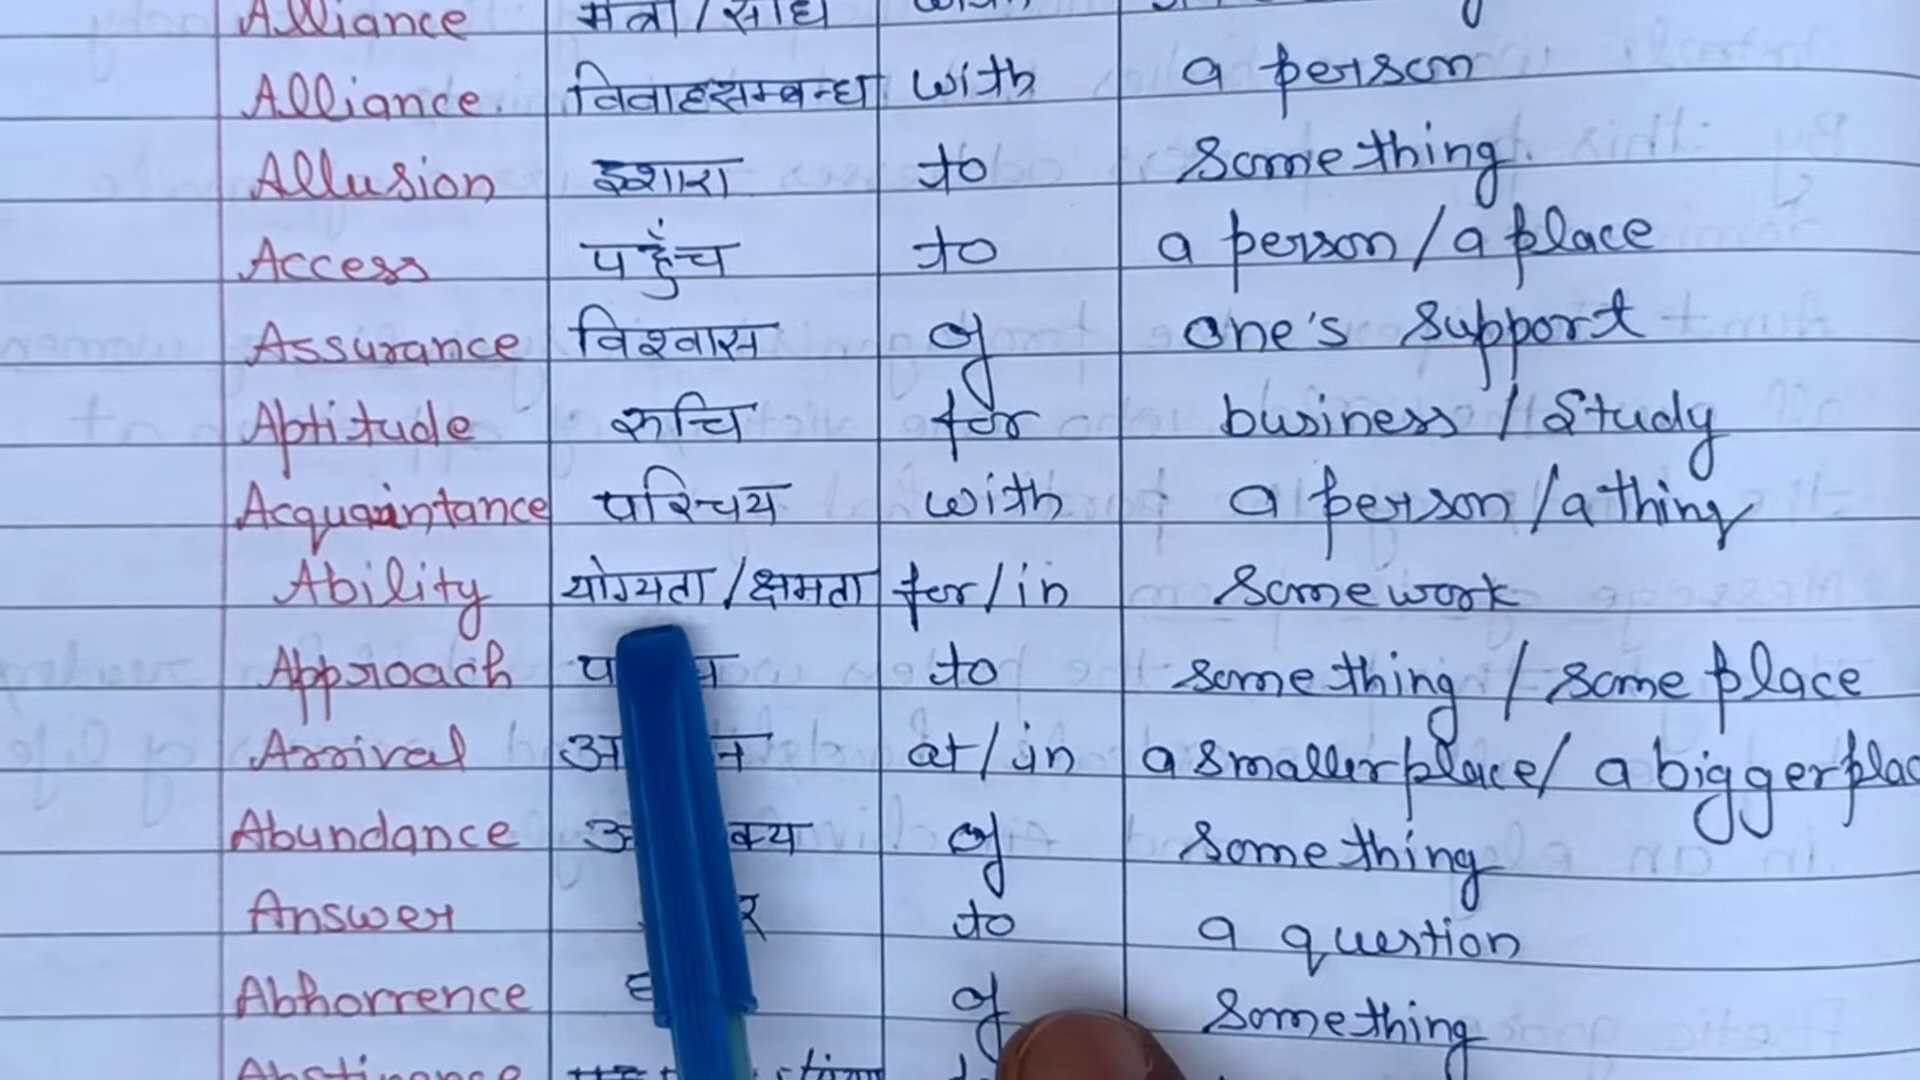 Alliance with
Alliance विवाहसम्बन्ध with a person
Allusion इशारा to something
Access पहुँच to a person / a place
Assurance विश्वास of one's support
Aptitude रूचि for business / Study
Acquaintance परिचय with a person / a thing
Ability योग्यता / क्षमता for/in some work
Approach to something / some place
Arrival at/in a smaller place / a bigger
Abundance of something
Answer to a question
Abhorrence of something